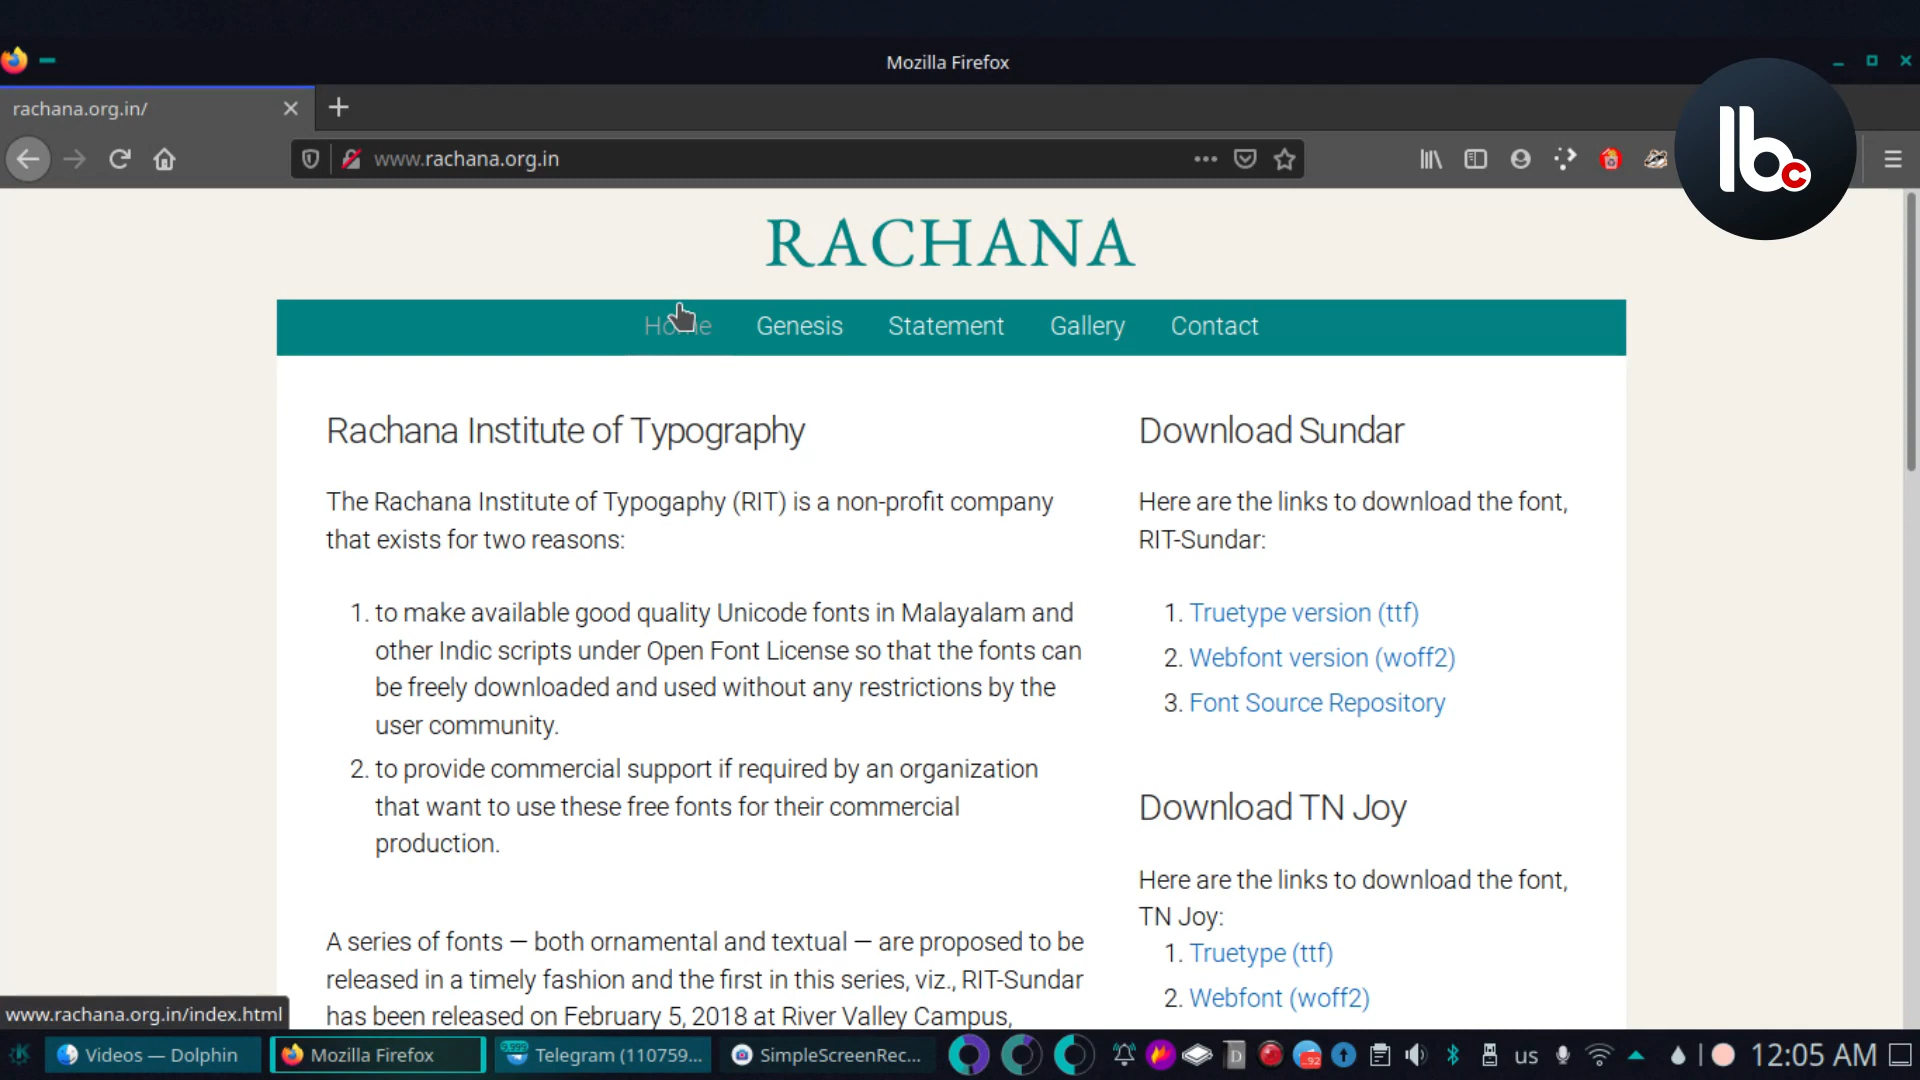 Mozilla Firefox
rachana.org.in/
www.rachana.org.in
lbc
RACHANA
Home Genesis Statement Gallery Contact
Rachana Institute of Typography
The Rachana Institute of Typogaphy (RIT) is a non-profit company
that exists for two reasons:
1. to make available good quality Unicode fonts in Malayalam and
other Indic scripts under Open Font License so that the fonts can
be freely downloaded and used without any restrictions by the
user community.
2. to provide commercial support if required by an organization
that want to use these free fonts for their commercial
production.
A series of fonts — both ornamental and textual — are proposed to be
released in a timely fashion and the first in this series, viz., RIT-Sundar
has been released on February 5, 2018 at River Valley Campus,
Download Sundar
Here are the links to download the font,
RIT-Sundar:
1. Truetype version (ttf)
2. Webfont version (woff2)
3. Font Source Repository
Download TN Joy
Here are the links to download the font,
TN Joy:
1. Truetype (ttf)
2. Webfont (woff2)
www.rachana.org.in/index.html
Videos — Dolphin
Mozilla Firefox
9,999
Telegram (110759...
SimpleScreenRec...
D
92
us
12:05 AM